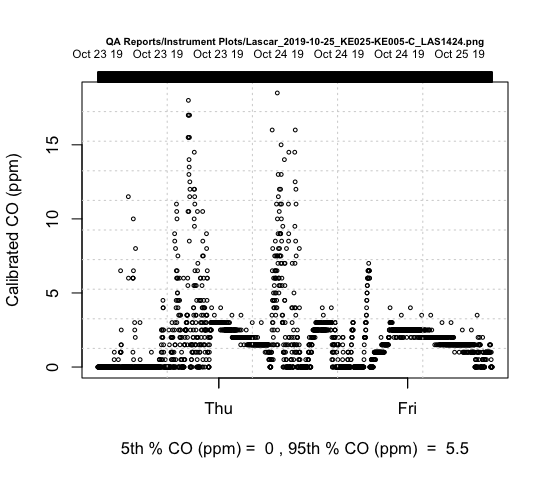 QA Reports/Instrument Plots/Lascar_2019-10-25_KE025-KE005-C_LAS1424.png
Oct 23 19 Oct 23 19 Oct 23 19 Oct 24 19 Oct 24 19 Oct 24 19 Oct 25 19
Calibrated CO (ppm)
15
10
5
0
Thu Fri
5th % CO (ppm) = 0 , 95th % CO (ppm) = 5.5